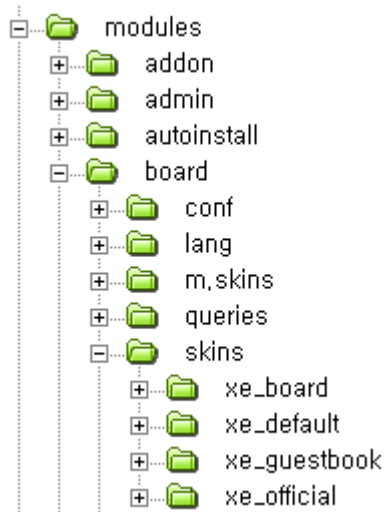 modules
addon
admin
autoinstall
board
conf
lang
m.skins
queries
skins
xe_board
xe_default
xe_guestbook
xe_official